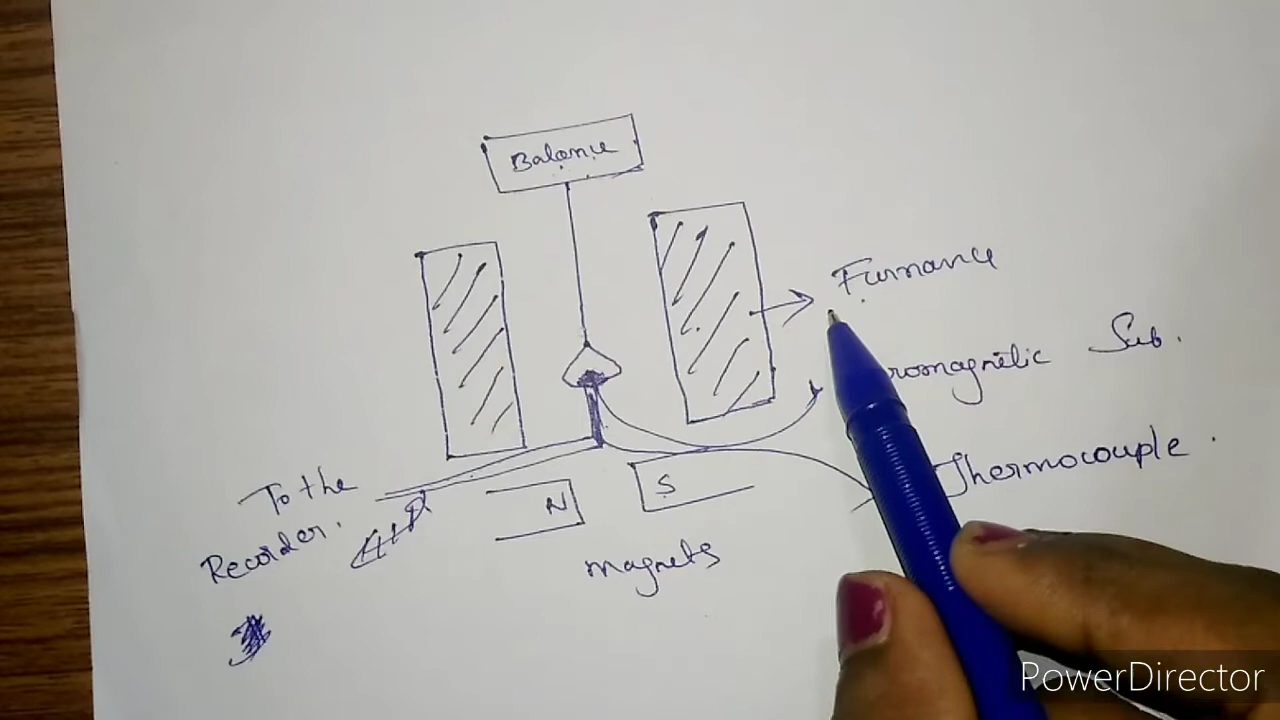 Balance
Furnance
romagnetic Sub.
Thermocouple.
To the
Recorder.
N
S
magnets
PowerDirector